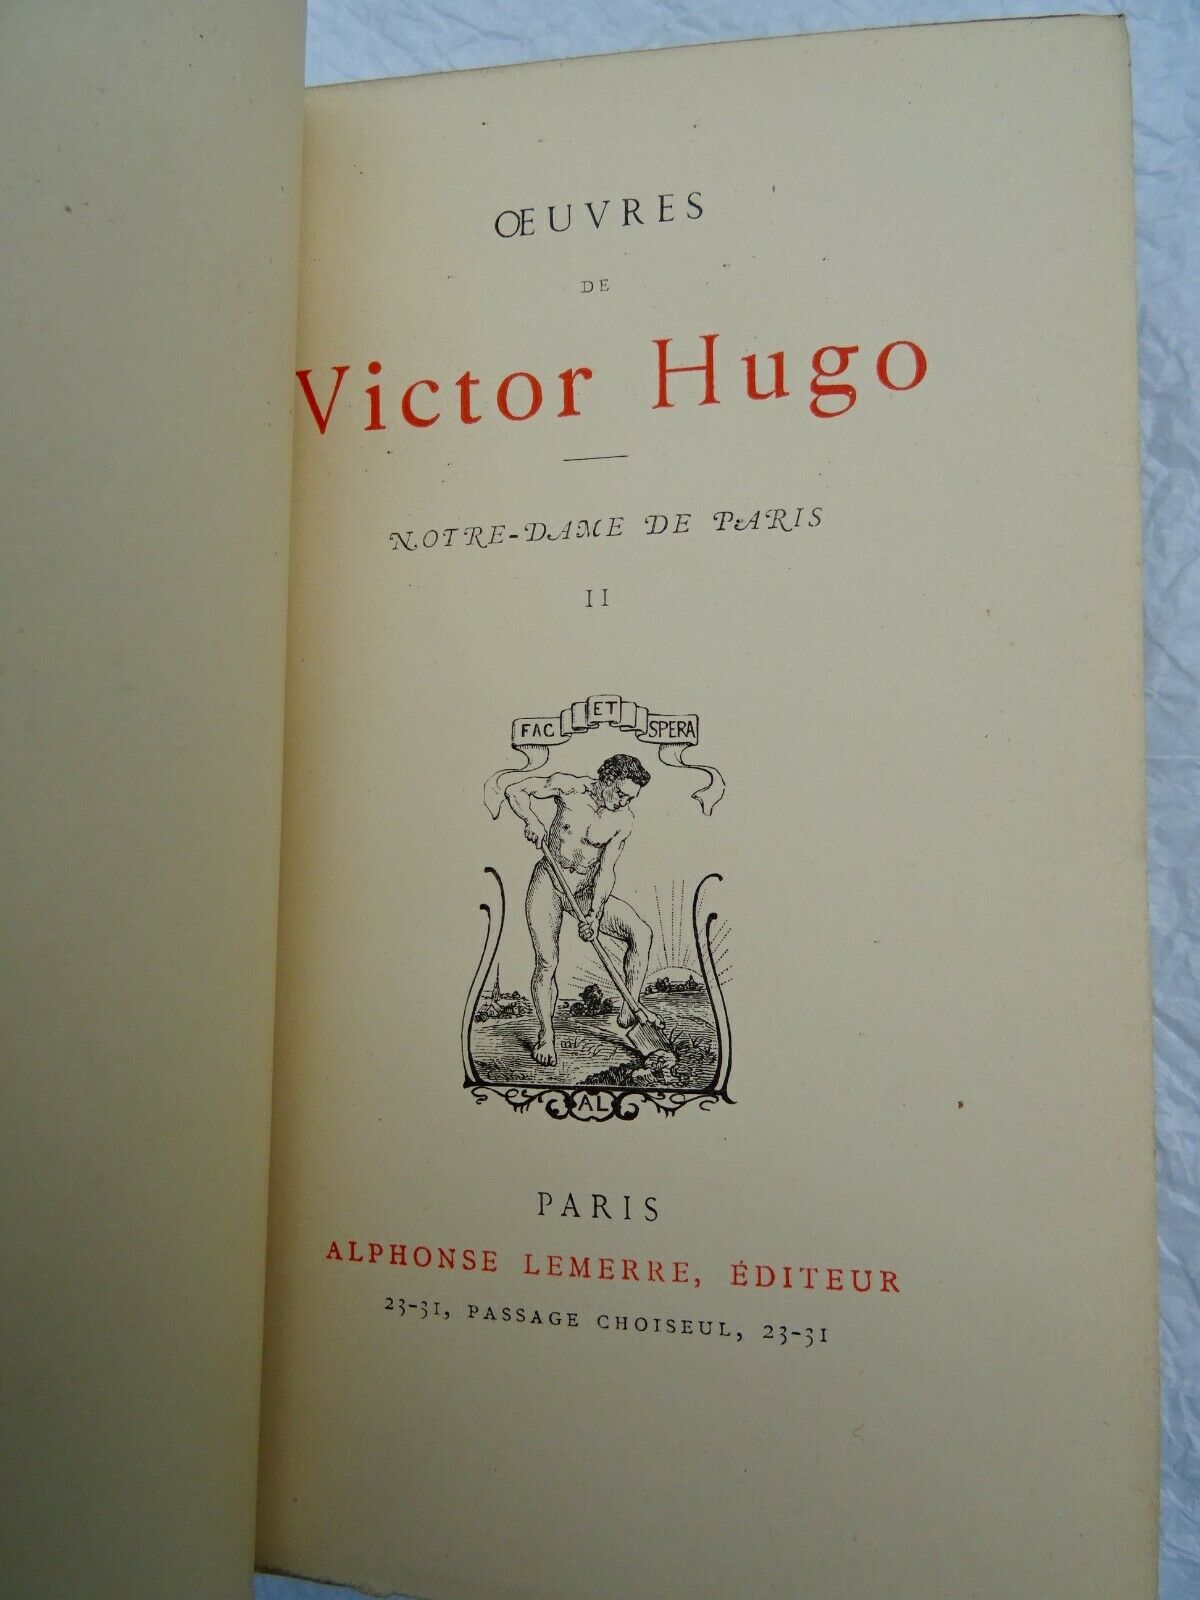 ŒUVRES
DE
Victor Hugo
NOTRE-DAME DE PARIS
II
FAC ET SPERA
AL
PARIS
ALPHONSE LEMERRE, ÉDITEUR
23-31, PASSAGE CHOISEUL, 23-31